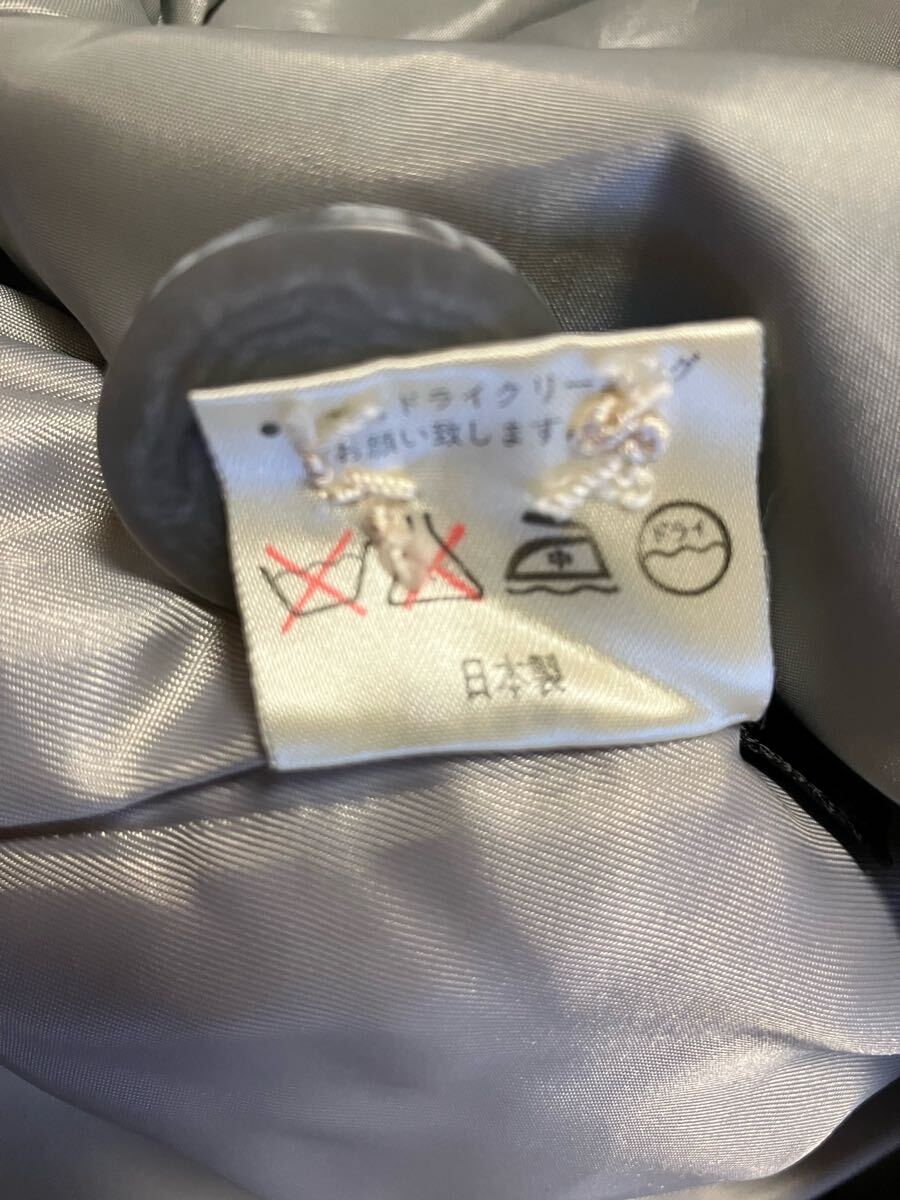 ドライクリーニング
お願い致します。
中
ドライ
日本製